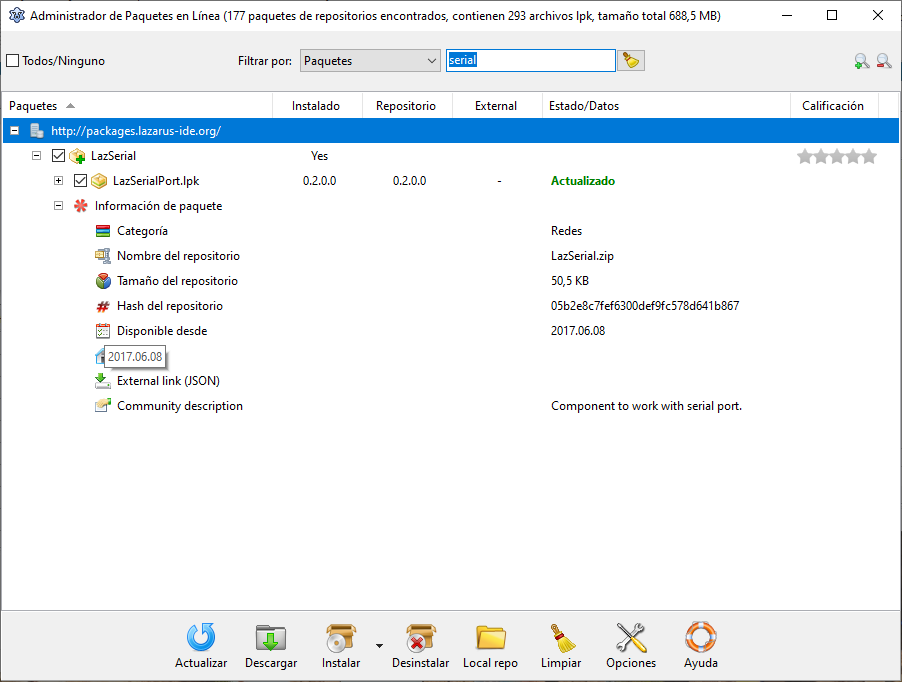 Administrador de Paquetes en Línea (177 paquetes de repositorios encontrados, contienen 293 archivos lpk, tamaño total 688,5 MB)
Todos/Ninguno Filtrar por: Paquetes serial
Paquetes Instalado Repositorio External Estado/Datos Calificación
http://packages.lazarus-ide.org/
LazSerial Yes
LazSerialPort.lpk 0.2.0.0 0.2.0.0 - Actualizado
Información de paquete
Categoría Redes
Nombre del repositorio LazSerial.zip
Tamaño del repositorio 50,5 KB
Hash del repositorio 05b2e8c7fef6300def9fc578d641b867
Disponible desde 2017.06.08
2017.06.08
External link (JSON)
Community description Component to work with serial port.
Actualizar Descargar Instalar Desinstalar Local repo Limpiar Opciones Ayuda